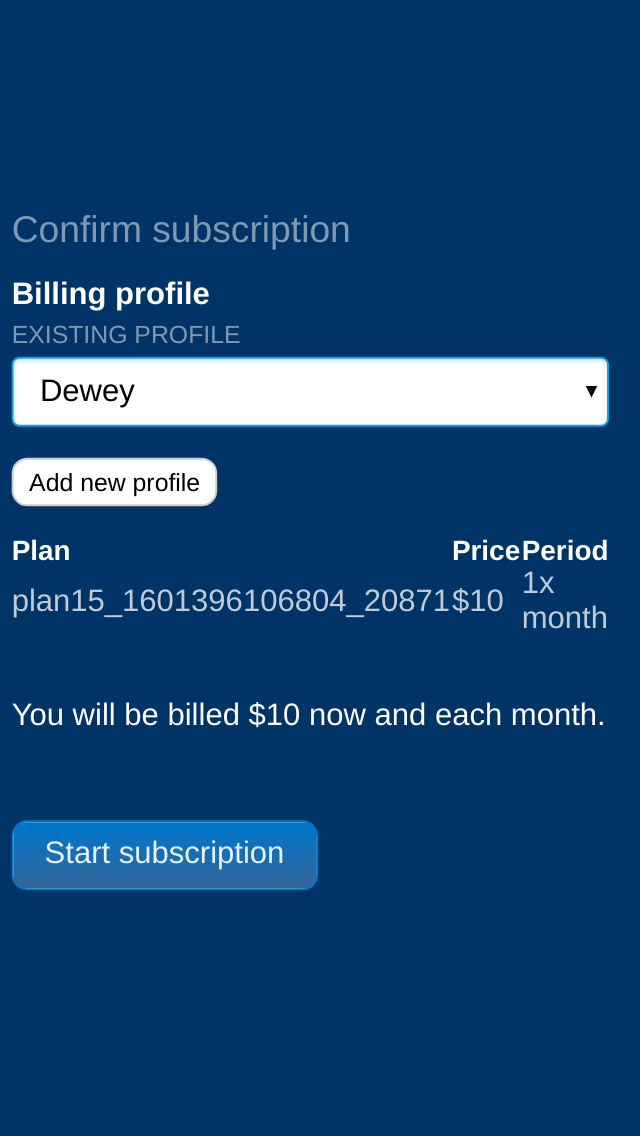 Confirm subscription
Billing profile
EXISTING PROFILE
Dewey
Add new profile
Plan Price Period
plan15_1601396106804_20871 $10 1x
month
You will be billed $10 now and each month.
Start subscription